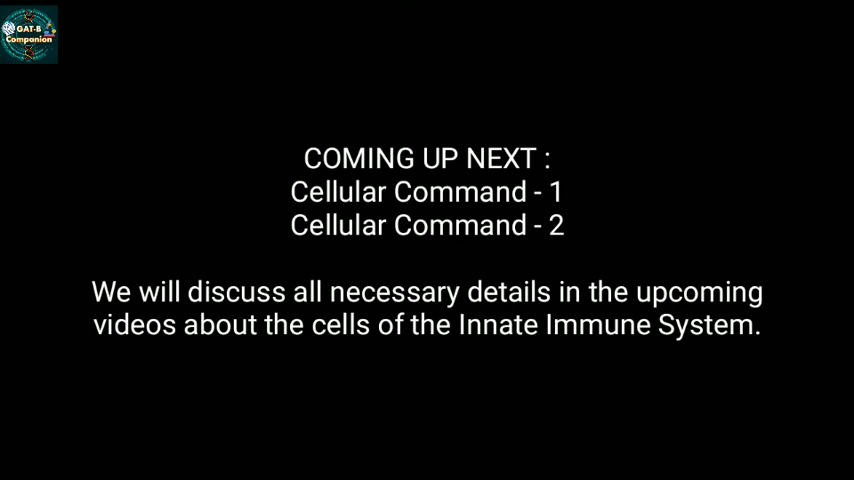 GAT-B
Companion
COMING UP NEXT :
Cellular Command - 1
Cellular Command - 2
We will discuss all necessary details in the upcoming
videos about the cells of the Innate Immune System.